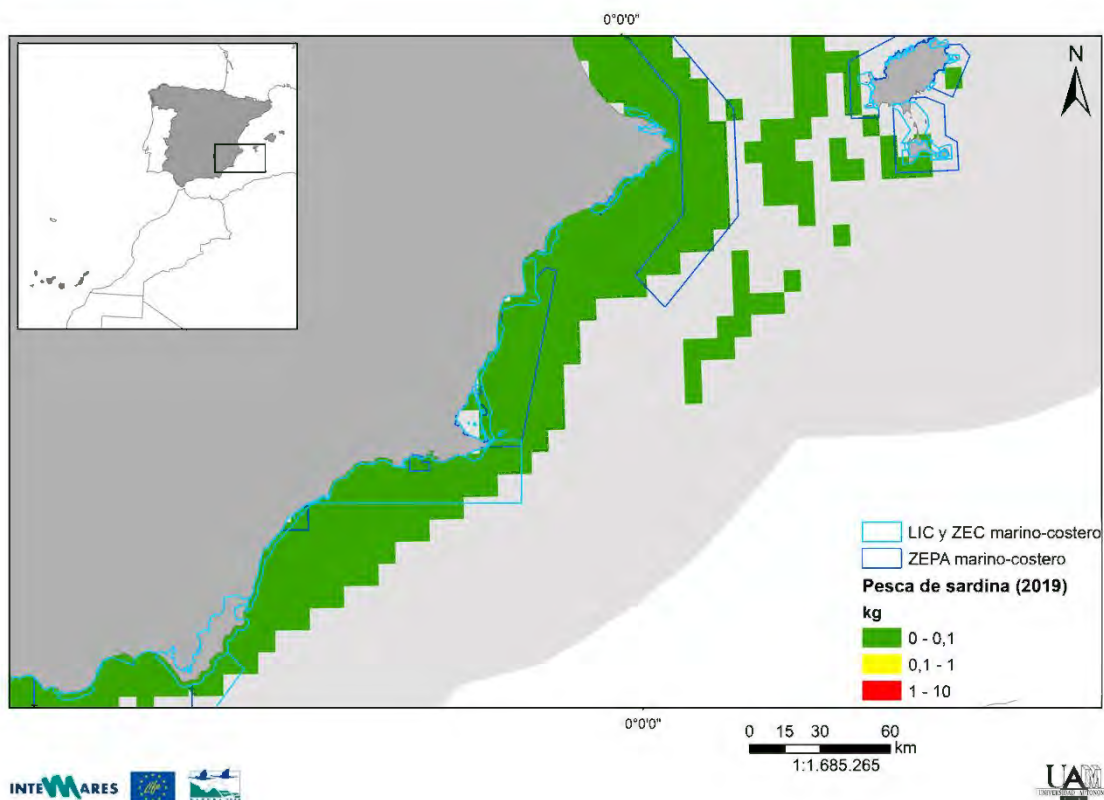 0°0'0"
N
LIC y ZEC marino-costero
ZEPA marino-costero
Pesca de sardina (2019)
kg
0 - 0,1
0,1 - 1
1 - 10
0°0'0"
0 15 30 60
km
1:1.685.265
INTEMARES
UAM